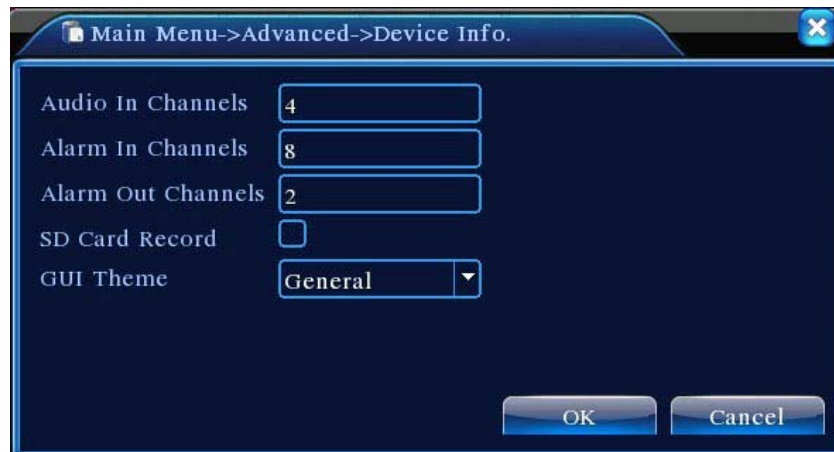 Main Menu->Advanced->Device Info.
Audio In Channels 4
Alarm In Channels 8
Alarm Out Channels 2
SD Card Record
GUI Theme General
OK Cancel